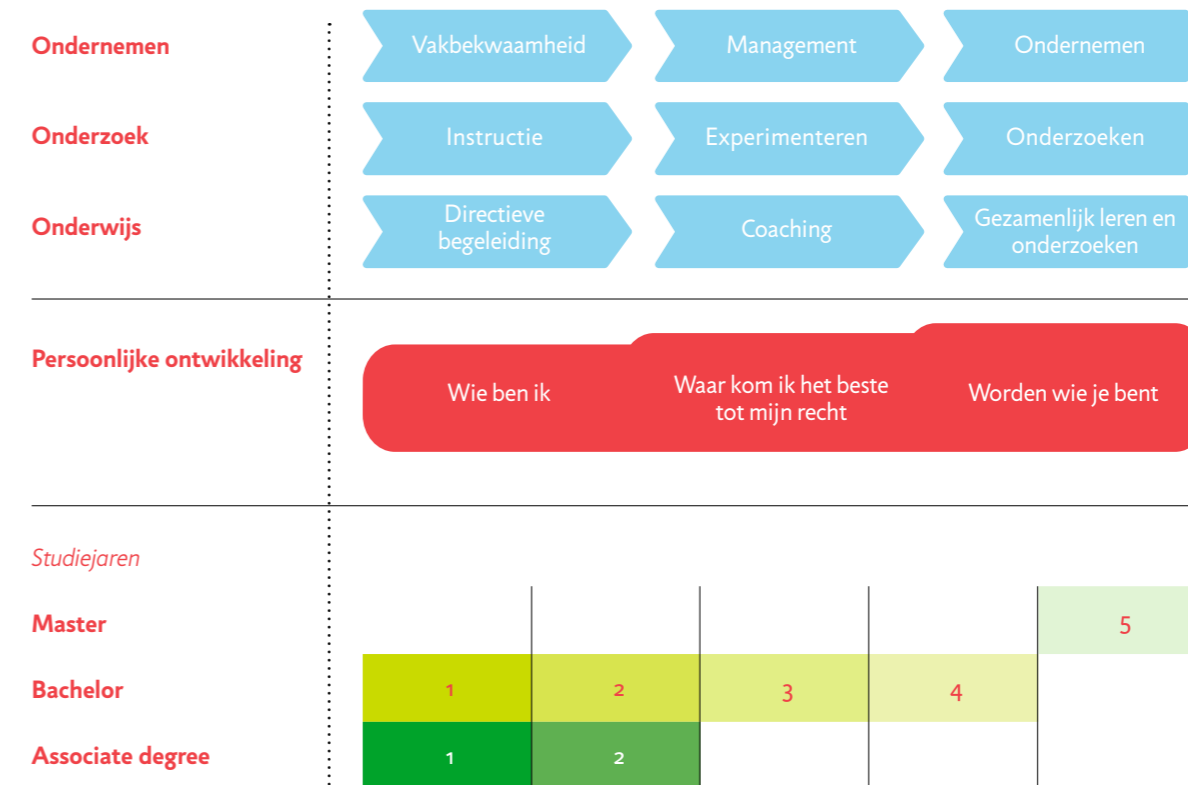 Ondernemen
Vakbekwaamheid
Management
Ondernemen
Onderzoek
Instructie
Experimenteren
Onderzoeken
Onderwijs
Directieve
begeleiding
Coaching
Gezamenlijk leren en
onderzoeken
Persoonlijke ontwikkeling
Wie ben ik
Waar kom ik het beste
tot mijn recht
Worden wie je bent
Studiejaren
Master
5
Bachelor
1
2
3
4
Associate degree
1
2